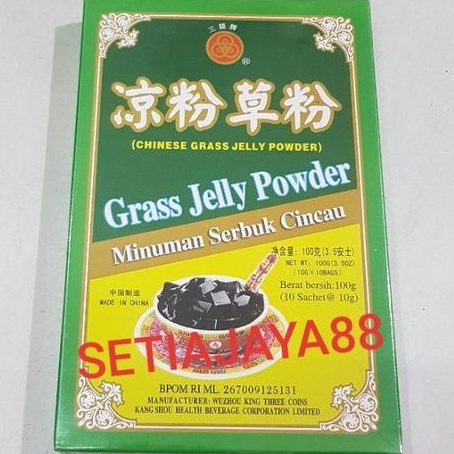 三錢牌
®
凉粉草粉
(CHINESE GRASS JELLY POWDER)
Grass Jelly Powder
Minuman Serbuk Cincau
净含量：100克(3.5安士)
NET WT: 100G(3.5OZ)
(10G×10BAGS)
Berat bersih:100g
(10 Sachet@ 10g)
中国制造
MADE IN CHINA
SETIAJAYA88
BPOM RI ML. 267009125131
MANUFACTURER: WUZHOU KING THREE COINS
KANG SHOU HEALTH BEVERAGE CORPORATION LIMITED